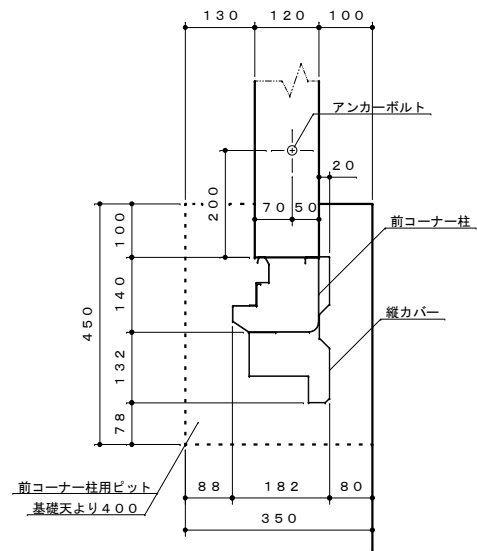 １３０ １２０ １００
アンカーボルト
２０
２００
７０ ５０
１００
前コーナー柱
１４０
４５０
縦カバー
１３２
７８
前コーナー柱用ピット
基礎天より４００
８８ １８２ ８０
３５０